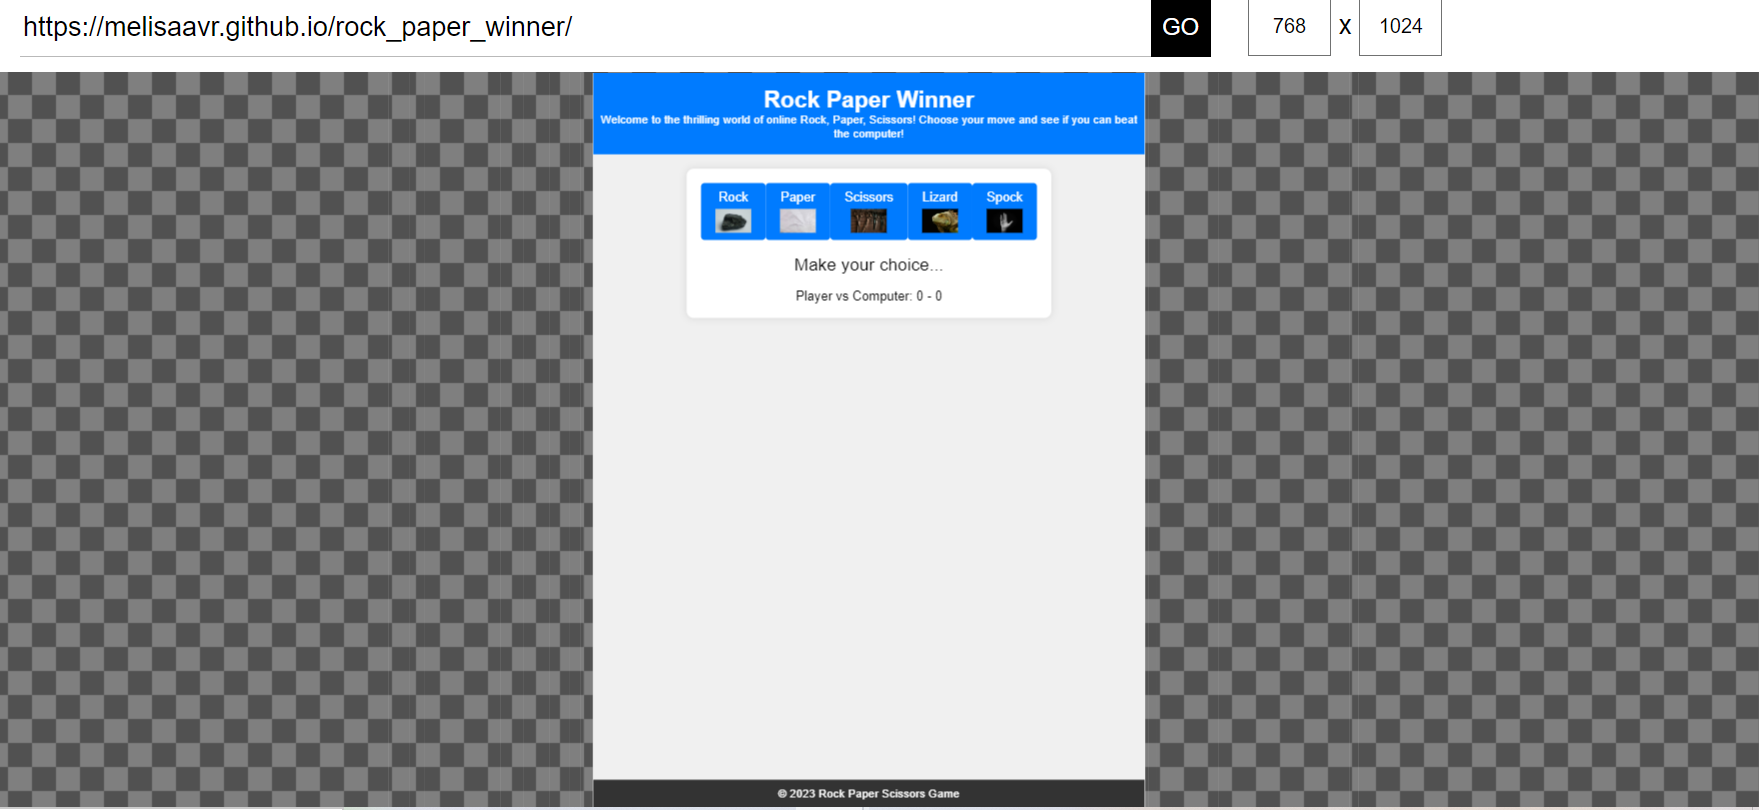 https://melisaavr.github.io/rock_paper_winner/ GO 768 X 1024
Rock Paper Winner
Welcome to the thrilling world of online Rock, Paper, Scissors! Choose your move and see if you can beat
the computer!
Rock Paper Scissors Lizard Spock
Make your choice...
Player vs Computer: 0 - 0
© 2023 Rock Paper Scissors Game